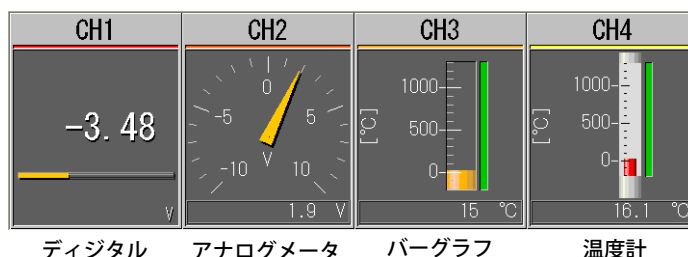 CH1
-3.48
V
ディジタル
CH2
0
-5
5
-10
V
10
1.9 V
アナログメータ
CH3
[℃]
1000
500
0
15 ℃
バーグラフ
CH4
[℃]
1000
500
0
16.1 ℃
温度計